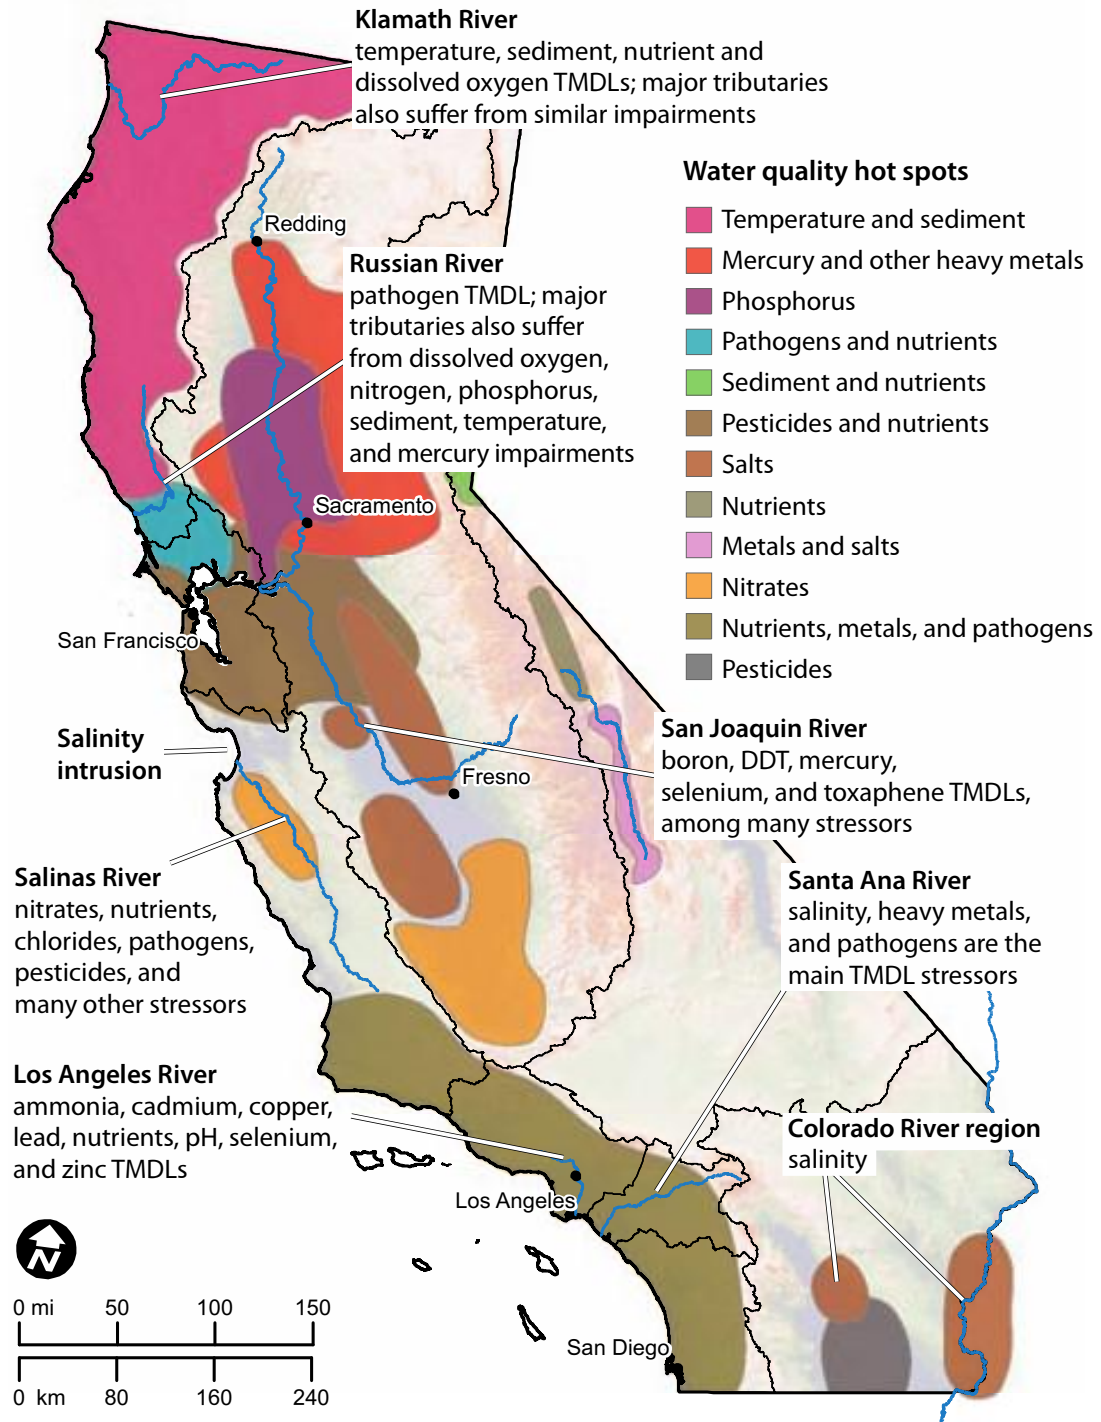 Klamath River
temperature, sediment, nutrient and
dissolved oxygen TMDLs; major tributaries
also suffer from similar impairments
Water quality hot spots
Temperature and sediment
Mercury and other heavy metals
Phosphorus
Pathogens and nutrients
Sediment and nutrients
Pesticides and nutrients
Salts
Nutrients
Metals and salts
Nitrates
Nutrients, metals, and pathogens
Pesticides
Redding
Russian River
pathogen TMDL; major
tributaries also suffer
from dissolved oxygen,
nitrogen, phosphorus,
sediment, temperature,
and mercury impairments
Sacramento
San Francisco
Salinity
intrusion
San Joaquin River
boron, DDT, mercury,
selenium, and toxaphene TMDLs,
among many stressors
Fresno
Salinas River
nitrates, nutrients,
chlorides, pathogens,
pesticides, and
many other stressors
Santa Ana River
salinity, heavy metals,
and pathogens are the
main TMDL stressors
Los Angeles River
ammonia, cadmium, copper,
lead, nutrients, pH, selenium,
and zinc TMDLs
Colorado River region
salinity
Los Angeles
San Diego
N
0 mi 50 100 150
0 km 80 160 240